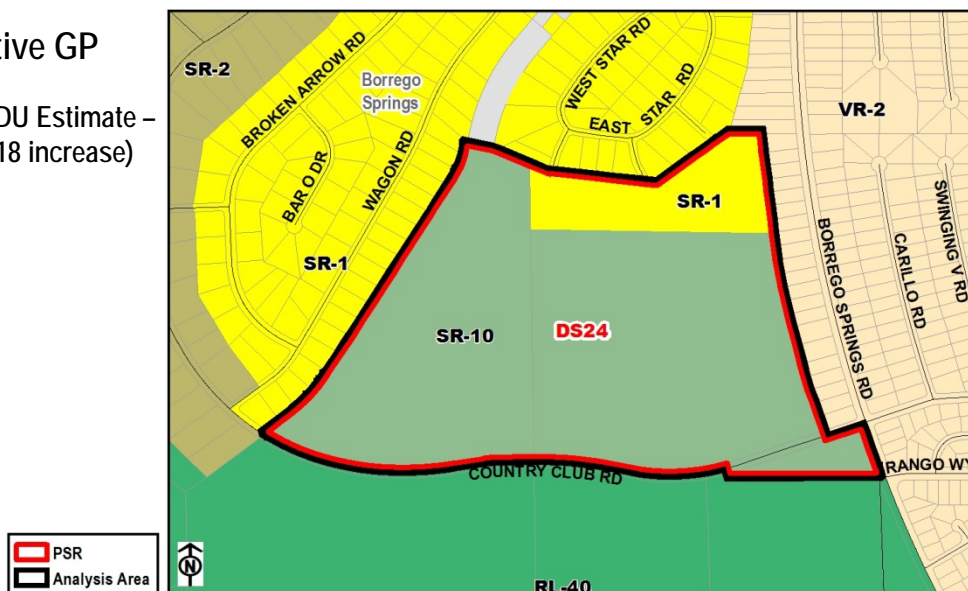 tive GP
DU Estimate –
18 increase)
SR-2
BROKEN ARROW RD
Borrego
Springs
WEST STAR RD
EAST STAR RD
VR-2
BAR O DR
WAGON RD
SR-1
SR-1
BORREGO SPRINGS RD
CARILLO RD
SWINGING V RD
SR-10
DS24
COUNTRY CLUB RD
RANGO WY
RL-40
PSR
Analysis Area
N